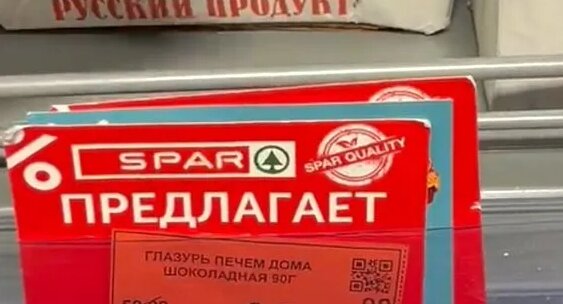 РУССКИЙ ПРОДУКТ
%
SPAR
SPAR QUALITY
ПРЕДЛАГАЕТ
ГЛАЗУРЬ ПЕЧЕМ ДОМА
ШОКОЛАДНАЯ 90Г